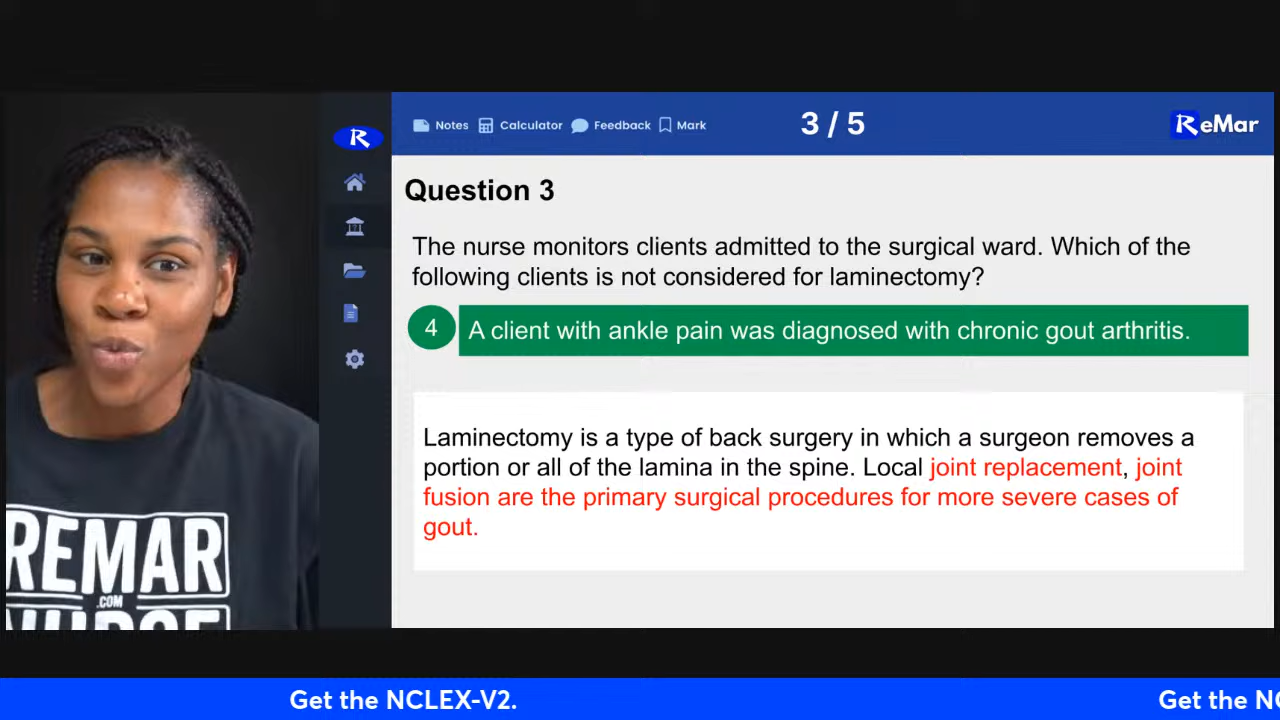 Notes
Calculator
Feedback
Mark
3 / 5
ReMar
Question 3
The nurse monitors clients admitted to the surgical ward. Which of the
following clients is not considered for laminectomy?
4
A client with ankle pain was diagnosed with chronic gout arthritis.
Laminectomy is a type of back surgery in which a surgeon removes a
portion or all of the lamina in the spine. Local joint replacement, joint
fusion are the primary surgical procedures for more severe cases of
gout.
REMAR
.COM
NURSE
Get the NCLEX-V2.
Get the NC